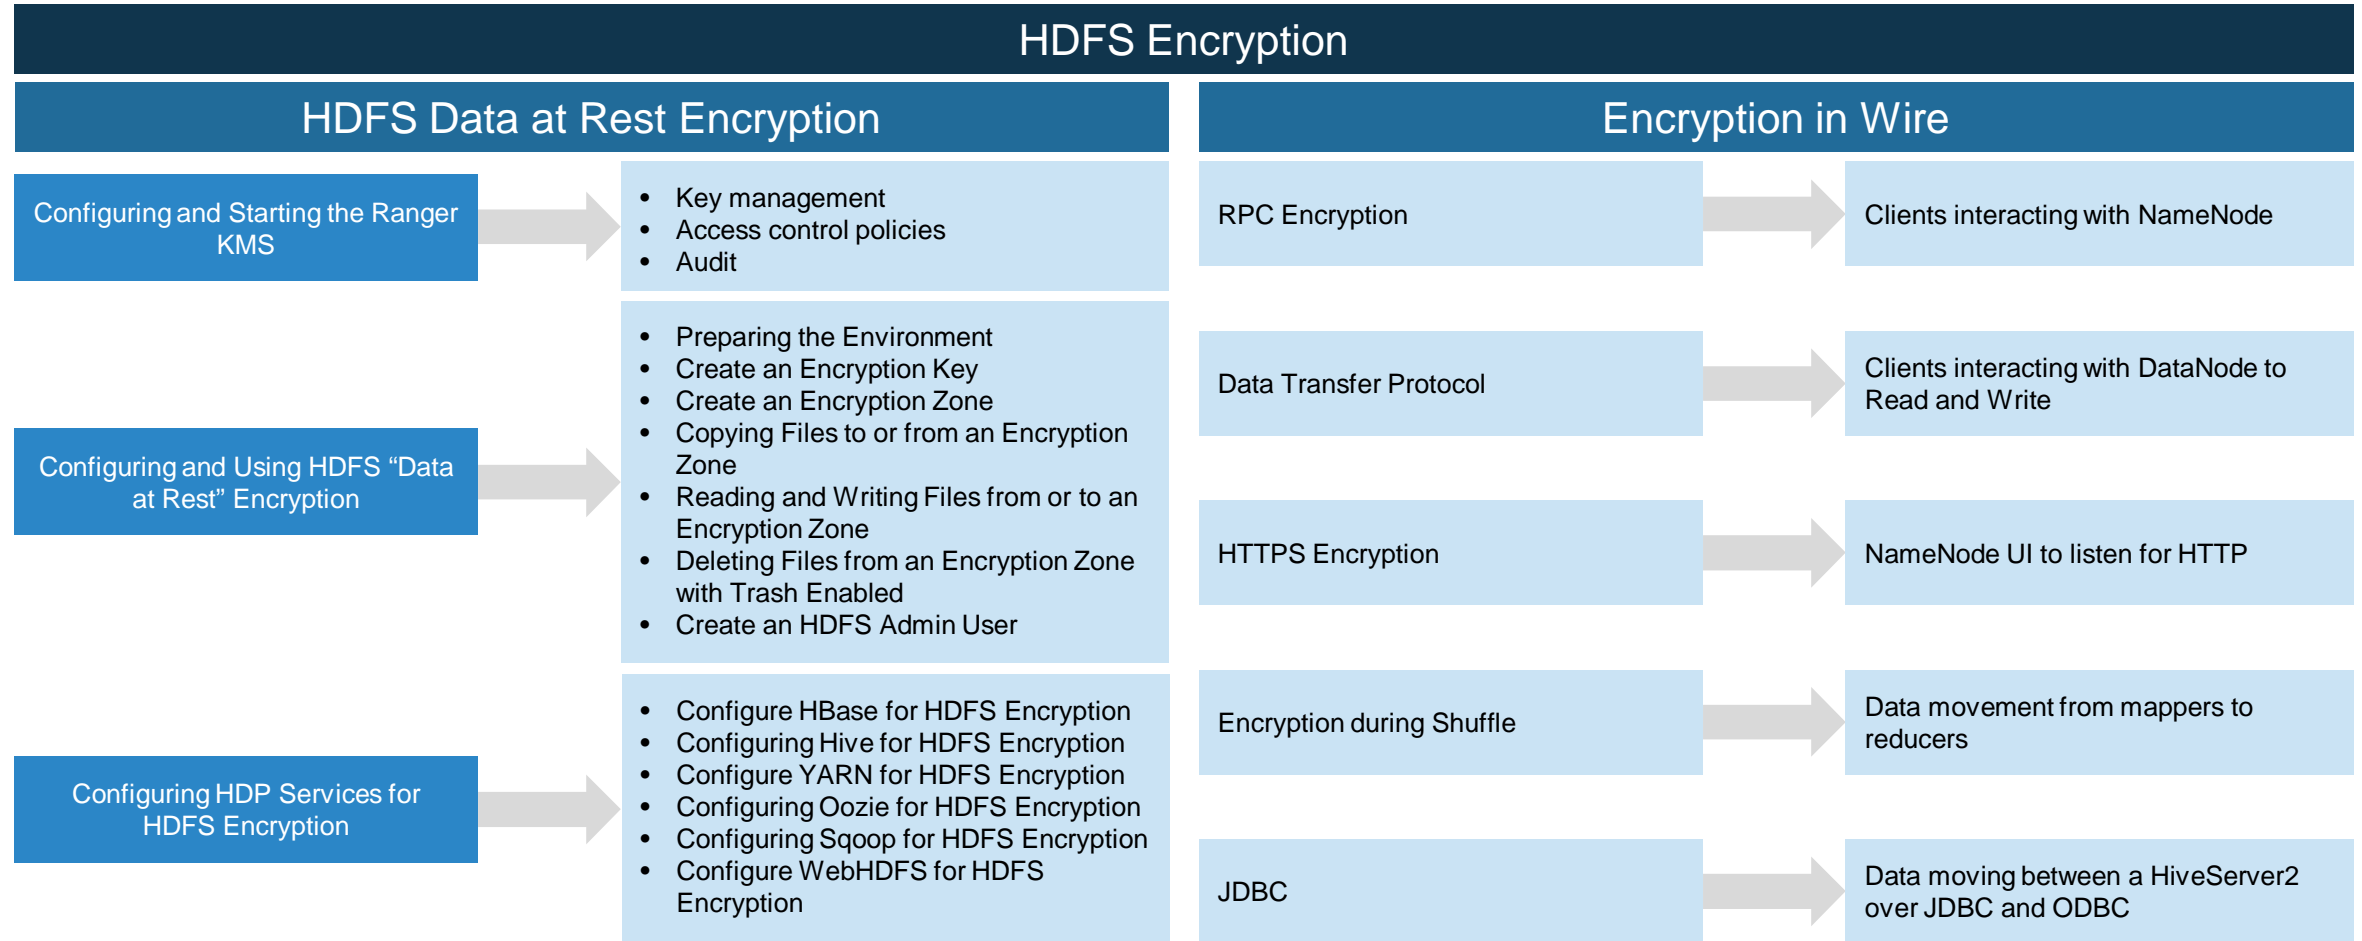 HDFS Encryption
HDFS Data at Rest Encryption
Configuring and Starting the Ranger
KMS
• Key management
• Access control policies
• Audit
Configuring and Using HDFS “Data
at Rest” Encryption
• Preparing the Environment
• Create an Encryption Key
• Create an Encryption Zone
• Copying Files to or from an Encryption
Zone
• Reading and Writing Files from or to an
Encryption Zone
• Deleting Files from an Encryption Zone
with Trash Enabled
• Create an HDFS Admin User
Configuring HDP Services for
HDFS Encryption
• Configure HBase for HDFS Encryption
• Configuring Hive for HDFS Encryption
• Configure YARN for HDFS Encryption
• Configuring Oozie for HDFS Encryption
• Configuring Sqoop for HDFS Encryption
• Configure WebHDFS for HDFS
Encryption
Encryption in Wire
RPC Encryption
Clients interacting with NameNode
Data Transfer Protocol
Clients interacting with DataNode to
Read and Write
HTTPS Encryption
NameNode UI to listen for HTTP
Encryption during Shuffle
Data movement from mappers to
reducers
JDBC
Data moving between a HiveServer2
over JDBC and ODBC